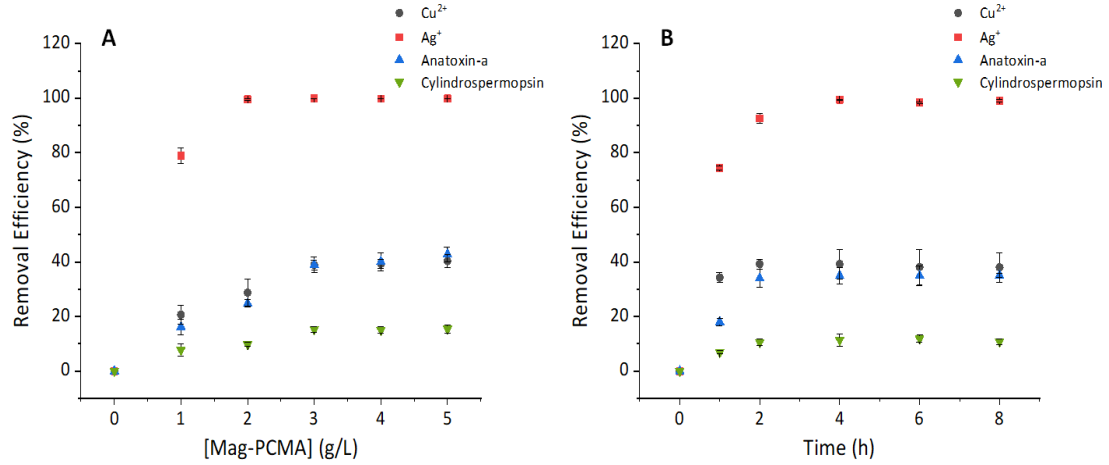 A
Cu²⁺
Ag⁺
Anatoxin-a
Cylindrospermopsin
Removal Efficiency (%)
120
100
80
60
40
20
0
0 1 2 3 4 5
[Mag-PCMA] (g/L)
B
Cu²⁺
Ag⁺
Anatoxin-a
Cylindrospermopsin
Removal Efficiency (%)
120
100
80
60
40
20
0
0 2 4 6 8
Time (h)